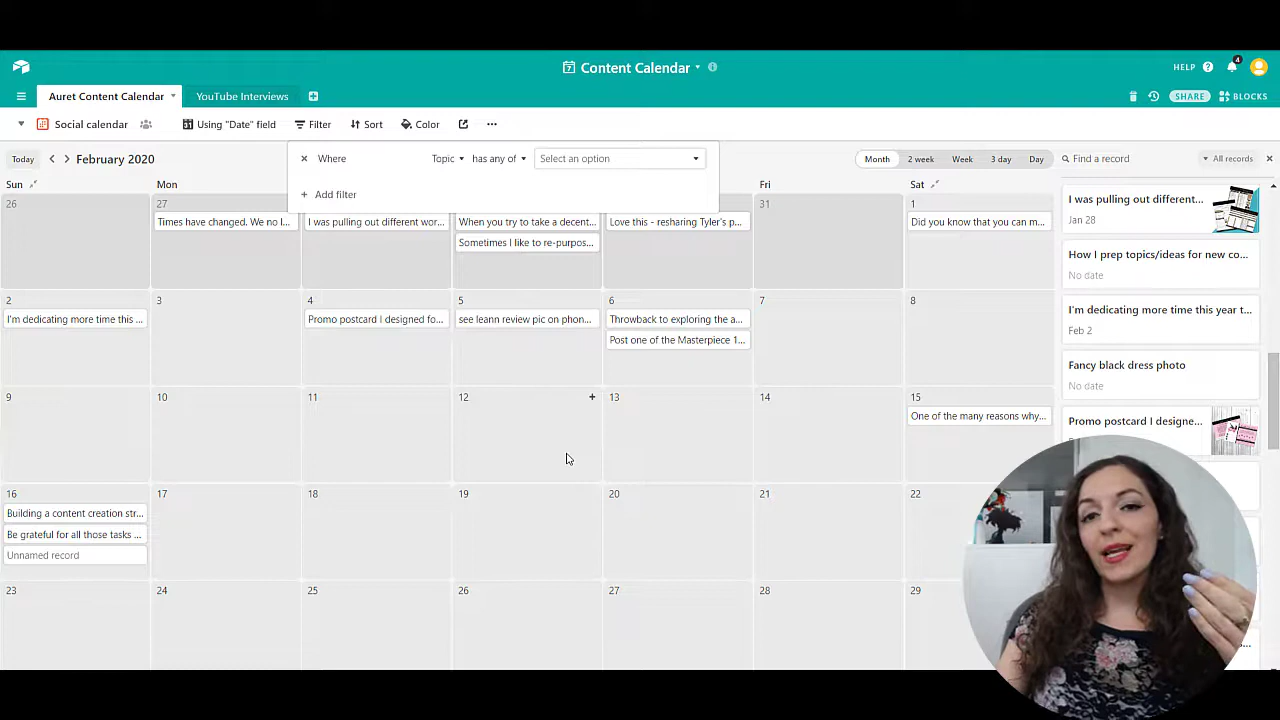 Content Calendar
HELP
4
Auret Content Calendar
YouTube Interviews
SHARE
BLOCKS
Social calendar
Using "Date" field
Filter
Sort
Color
Today
February 2020
Where
Topic
has any of
Select an option
Add filter
Month
2 week
Week
3 day
Day
Find a record
All records
Sun
Mon
Fri
Sat
26
27
31
1
Times have changed. We no l...
I was pulling out different wor...
When you try to take a decent...
Love this - resharing Tyler's p...
Did you know that you can m...
Sometimes I like to re-purpos...
2
3
4
5
6
7
8
I'm dedicating more time this ...
Promo postcard I designed fo...
see leann review pic on phon...
Throwback to exploring the a...
Post one of the Masterpiece 1...
9
10
11
12
13
14
15
One of the many reasons why...
16
17
18
19
20
21
22
Building a content creation str...
Be grateful for all those tasks ...
Unnamed record
23
24
25
26
27
28
29
I was pulling out different...
Jan 28
How I prep topics/ideas for new co...
No date
I'm dedicating more time this year t...
Feb 2
Fancy black dress photo
No date
Promo postcard I designe...